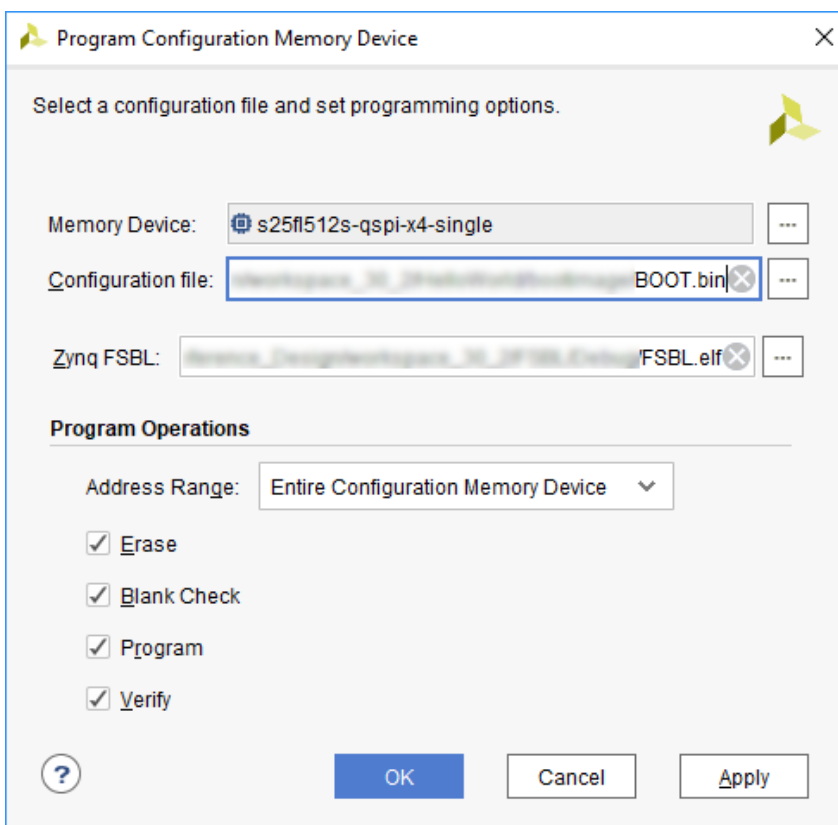 Program Configuration Memory Device
Select a configuration file and set programming options.
Memory Device: s25fl512s-qspi-x4-single ...
Configuration file: /BOOT.bin ...
Zynq FSBL: /FSBL.elf ...
Program Operations
Address Range: Entire Configuration Memory Device
Erase
Blank Check
Program
Verify
? OK Cancel Apply